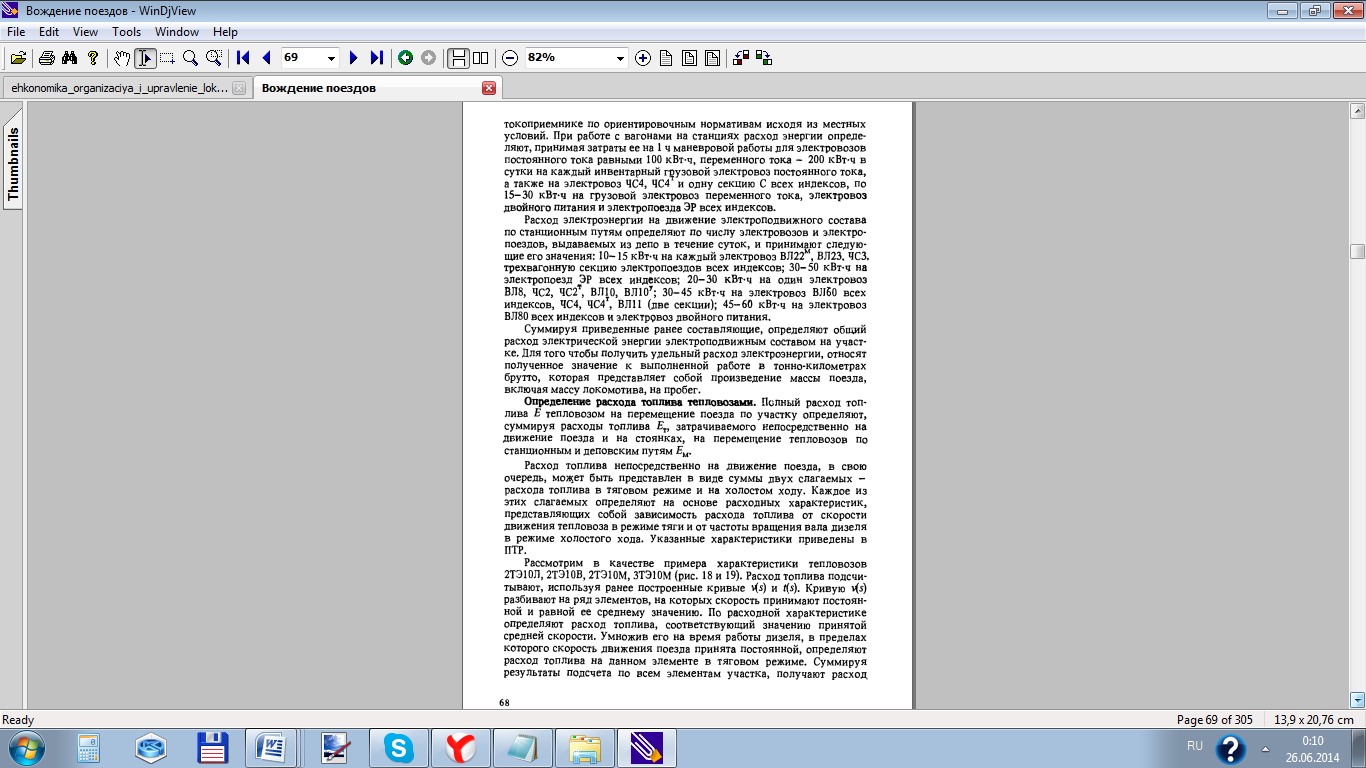 Вождение поездов - WinDjView
File Edit View Tools Window Help
69 82%
ehkonomika_organizaciya_i_upravlenie_lok... Вождение поездов
Thumbnails
токоприемнике по ориентировочным нормативам исходя из местных
условий. При работе с вагонами на станциях расход энергии опреде-
ляют, принимая затраты ее на 1 ч маневровой работы для электровозов
постоянного тока равными 100 кВт·ч, переменного тока – 200 кВт·ч в
сутки на каждый инвентарный грузовой электровоз постоянного тока,
а также на электровоз ЧС4, ЧС4т и одну секцию С всех индексов, по
15–30 кВт·ч на грузовой электровоз переменного тока, электровоз
двойного питания и электропоезда ЭР всех индексов.
Расход электроэнергии на движение электроподвижного состава
по станционным путям определяют по числу электровозов и электро-
поездов, выдаваемых из депо в течение суток, и принимают следую-
щие его значения: 10–15 кВт·ч на каждый электровоз ВЛ22м, ВЛ23, ЧС3,
трехвагонную секцию электропоездов всех индексов; 30–50 кВт·ч на
электропоезд ЭР всех индексов; 20–30 кВт·ч на один электровоз
ВЛ8, ЧС2, ЧС2т, ВЛ10, ВЛ10у; 30–45 кВт·ч на электровоз ВЛ60 всех
индексов, ЧС4, ЧС4т, ВЛ11 (две секции); 45–60 кВт·ч на электровоз
ВЛ80 всех индексов и электровоз двойного питания.
Суммируя приведенные ранее составляющие, определяют общий
расход электрической энергии электроподвижным составом на участ-
ке. Для того чтобы получить удельный расход электроэнергии, относят
полученное значение к выполненной работе в тонно-километрах
брутто, которая представляет собой произведение массы поезда,
включая массу локомотива, на пробег.
Определение расхода топлива тепловозами. Полный расход топ-
лива E тепловозом на перемещение поезда по участку определяют,
суммируя расходы топлива Eт, затрачиваемого непосредственно на
движение поезда и на стоянках, на перемещение тепловозов по
станционным и деповским путям Eм.
Расход топлива непосредственно на движение поезда, в свою
очередь, может быть представлен в виде суммы двух слагаемых –
расхода топлива в тяговом режиме и на холостом ходу. Каждое из
этих слагаемых определяют на основе расходных характеристик,
представляющих собой зависимость расхода топлива от скорости
движения тепловоза в режиме тяги и от частоты вращения вала дизеля
в режиме холостого хода. Указанные характеристики приведены в
ПТР.
Рассмотрим в качестве примера характеристики тепловозов
2ТЭ10Л, 2ТЭ10В, 2ТЭ10М, 3ТЭ10М (рис. 18 и 19). Расход топлива подсчи-
тывают, используя ранее построенные кривые v(s) и t(s). Кривую v(s)
разбивают на ряд элементов, на которых скорость принимают постоян-
ной и равной ее среднему значению. По расходной характеристике
определяют расход топлива, соответствующий значению принятой
средней скорости. Умножив его на время работы дизеля, в пределах
которого скорость движения поезда принята постоянной, определяют
расход топлива на данном элементе в тяговом режиме. Суммируя
результаты подсчета по всем элементам участка, получают расход
68
Ready Page 69 of 305 13,9 x 20,76 cm
RU 0:10
26.06.2014